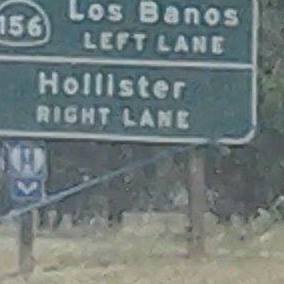 156
Los Banos
LEFT LANE
Hollister
RIGHT LANE